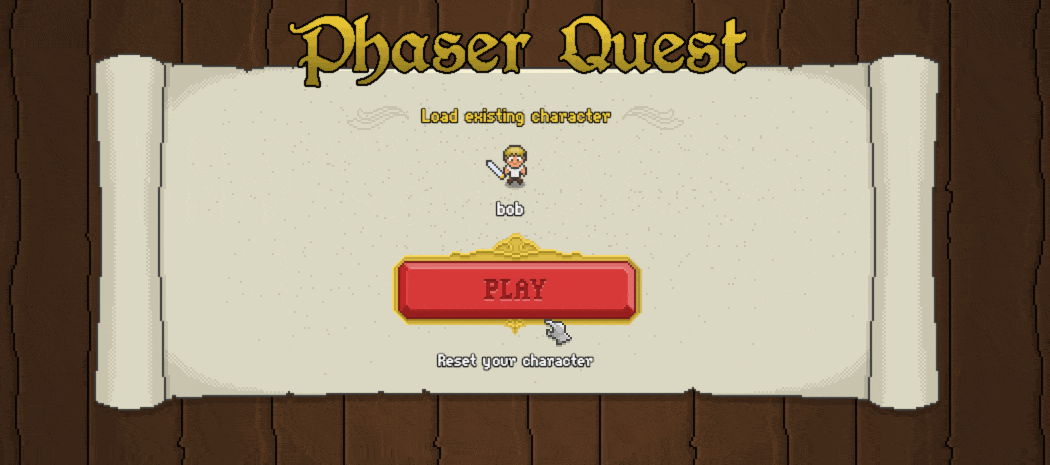 Phaser Quest
Load existing character
bob
PLAY
Reset your character